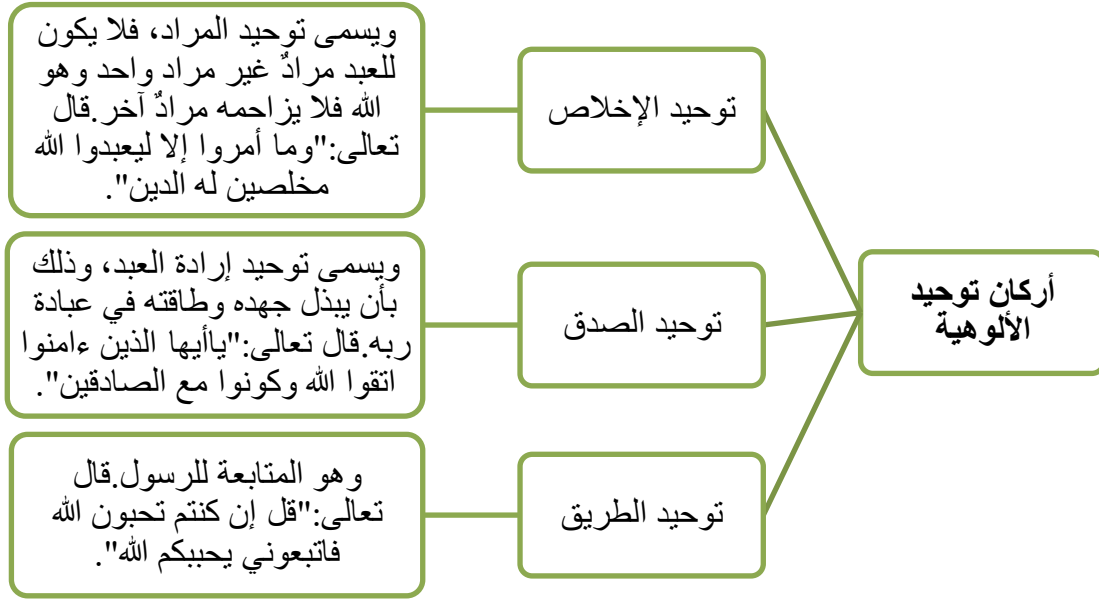 أركان توحيد
الألوهية
توحيد الإخلاص
ويسمى توحيد المراد، فلا يكون
للعبد مرادٌ غير مراد واحد وهو
الله فلا يزاحمه مرادٌ آخر.قال
تعالى:"وما أمروا إلا ليعبدوا الله
مخلصين له الدين".
توحيد الصدق
ويسمى توحيد إرادة العبد، وذلك
بأن يبذل جهده وطاقته في عبادة
ربه.قال تعالى:"ياأيها الذين ءامنوا
اتقوا الله وكونوا مع الصادقين".
توحيد الطريق
وهو المتابعة للرسول.قال
تعالى:"قل إن كنتم تحبون الله
فاتبعوني يحببكم الله".